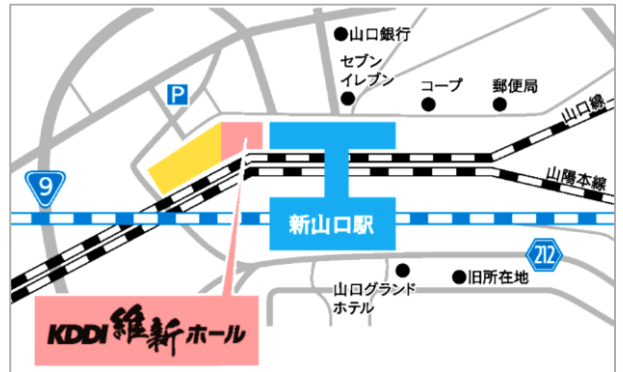 山口銀行
セブン
イレブン
コープ
郵便局
P
山口線
山陽本線
9
新山口駅
212
山口グランド
ホテル
旧所在地
KDDI維新ホール